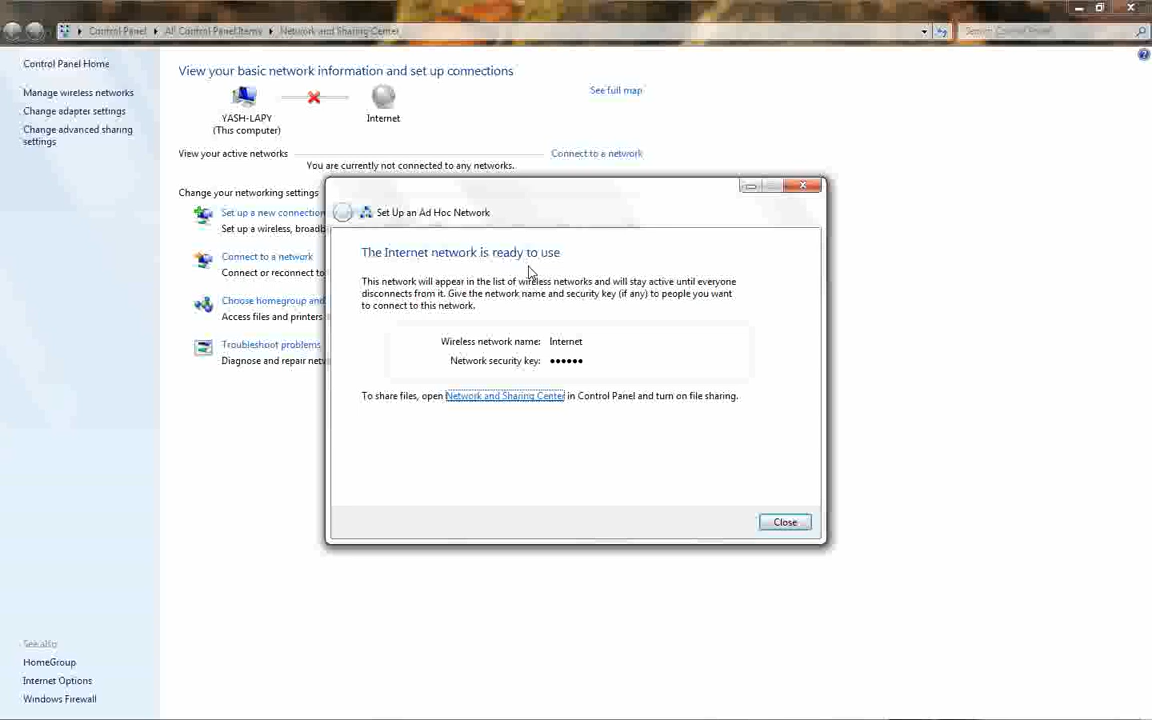 Control Panel ▸ All Control Panel Items ▸ Network and Sharing Center
Search Control Panel
Control Panel Home
Manage wireless networks
Change adapter settings
Change advanced sharing
settings
View your basic network information and set up connections
See full map
YASH-LAPY
(This computer)
Internet
View your active networks
Connect to a network
You are currently not connected to any networks.
Change your networking settings
Set up a new connection
Set up a wireless, broadb
Connect to a network
Connect or reconnect to
Choose homegroup and
Access files and printers
Troubleshoot problems
Diagnose and repair netw
Set Up an Ad Hoc Network
The Internet network is ready to use
This network will appear in the list of wireless networks and will stay active until everyone
disconnects from it. Give the network name and security key (if any) to people you want
to connect to this network.
Wireless network name: Internet
Network security key: ••••••
To share files, open Network and Sharing Center in Control Panel and turn on file sharing.
Close
See also
HomeGroup
Internet Options
Windows Firewall